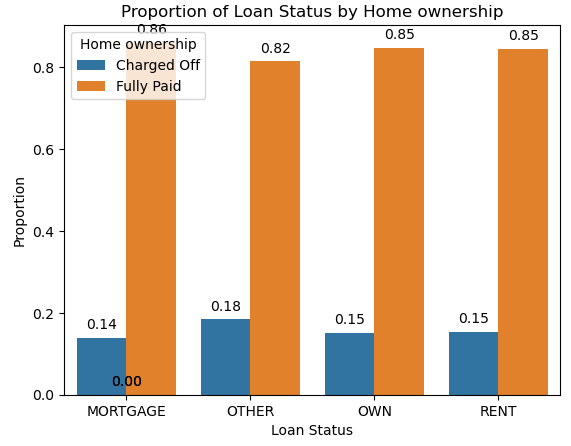 Proportion of Loan Status by Home ownership
0.86
0.82
0.85
0.85
Home ownership
Charged Off
Fully Paid
0.8
0.6
0.4
0.2
0.0
Proportion
0.14
0.18
0.15
0.15
0.00
MORTGAGE
OTHER
OWN
RENT
Loan Status